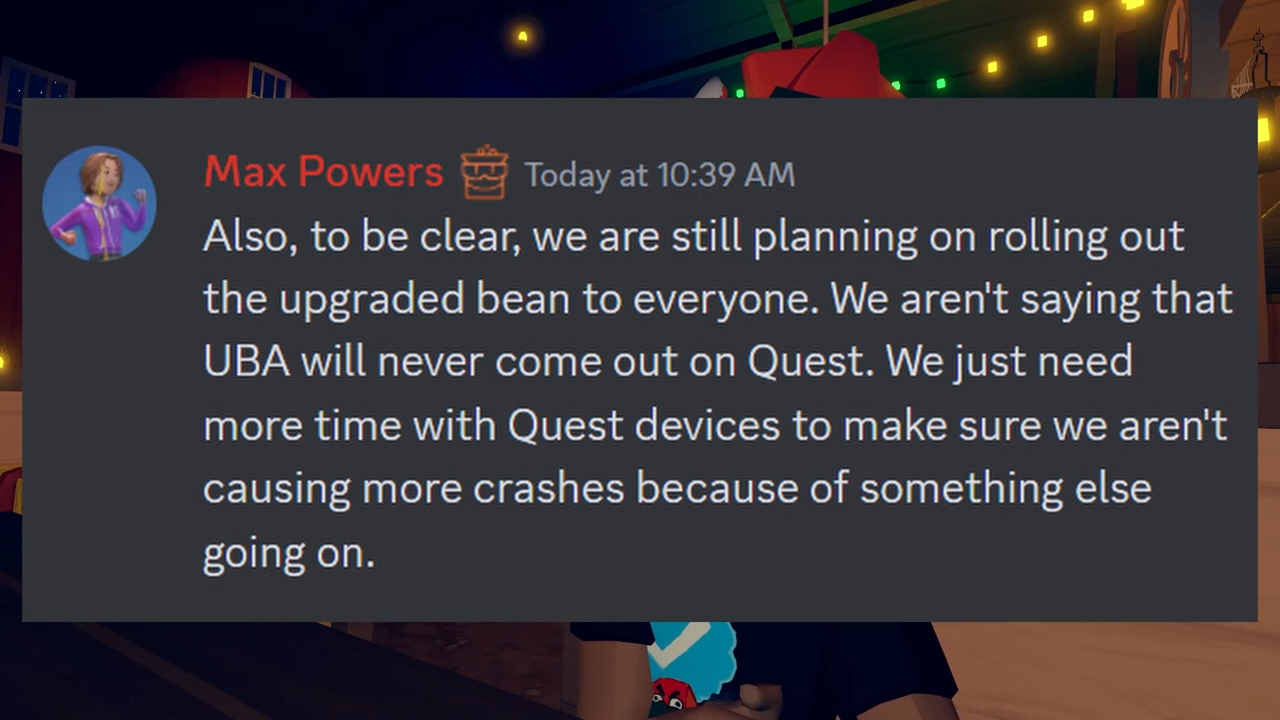 Max Powers Today at 10:39 AM
Also, to be clear, we are still planning on rolling out
the upgraded bean to everyone. We aren't saying that
UBA will never come out on Quest. We just need
more time with Quest devices to make sure we aren't
causing more crashes because of something else
going on.